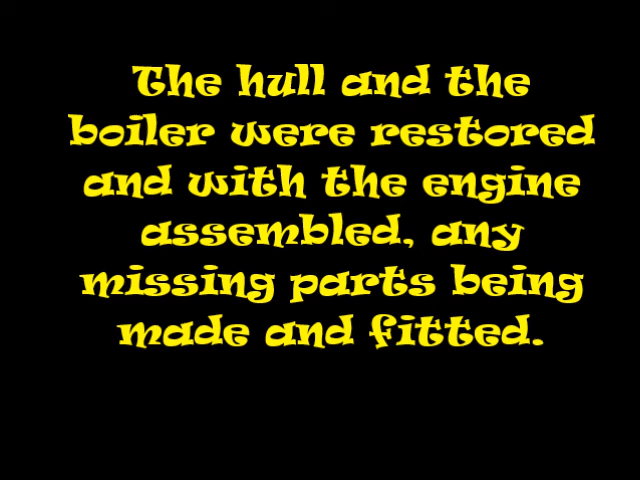 The hull and the
boiler were restored
and with the engine
assembled, any
missing parts being
made and fitted.